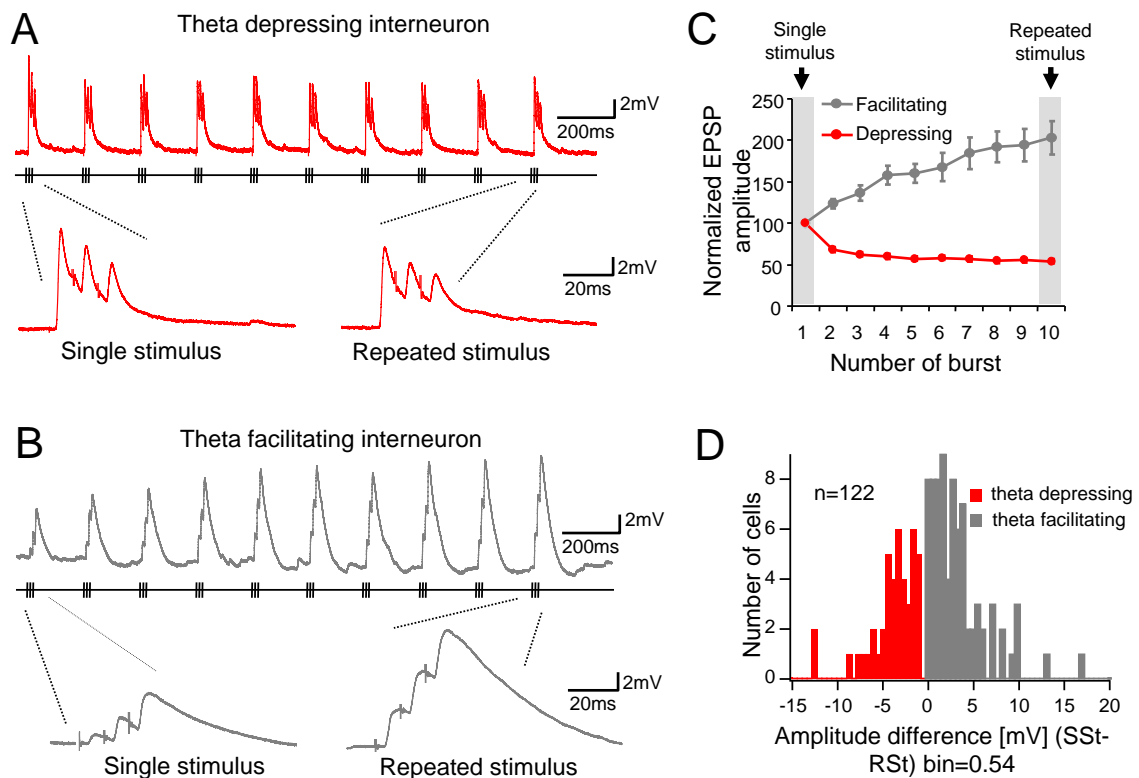 A
Theta depressing interneuron
2mV
200ms
2mV
20ms
Single stimulus
Repeated stimulus
B
Theta facilitating interneuron
2mV
200ms
2mV
20ms
Single stimulus
Repeated stimulus
C
Single
stimulus
Repeated
stimulus
Normalized EPSP
amplitude
250
200
150
100
50
0
Facilitating
Depressing
1 2 3 4 5 6 7 8 9 10
Number of burst
D
Number of cells
8
6
4
2
0
n=122
theta depressing
theta facilitating
-15 -10 -5 0 5 10 15 20
Amplitude difference [mV] (SSt-
RSt) bin=0.54